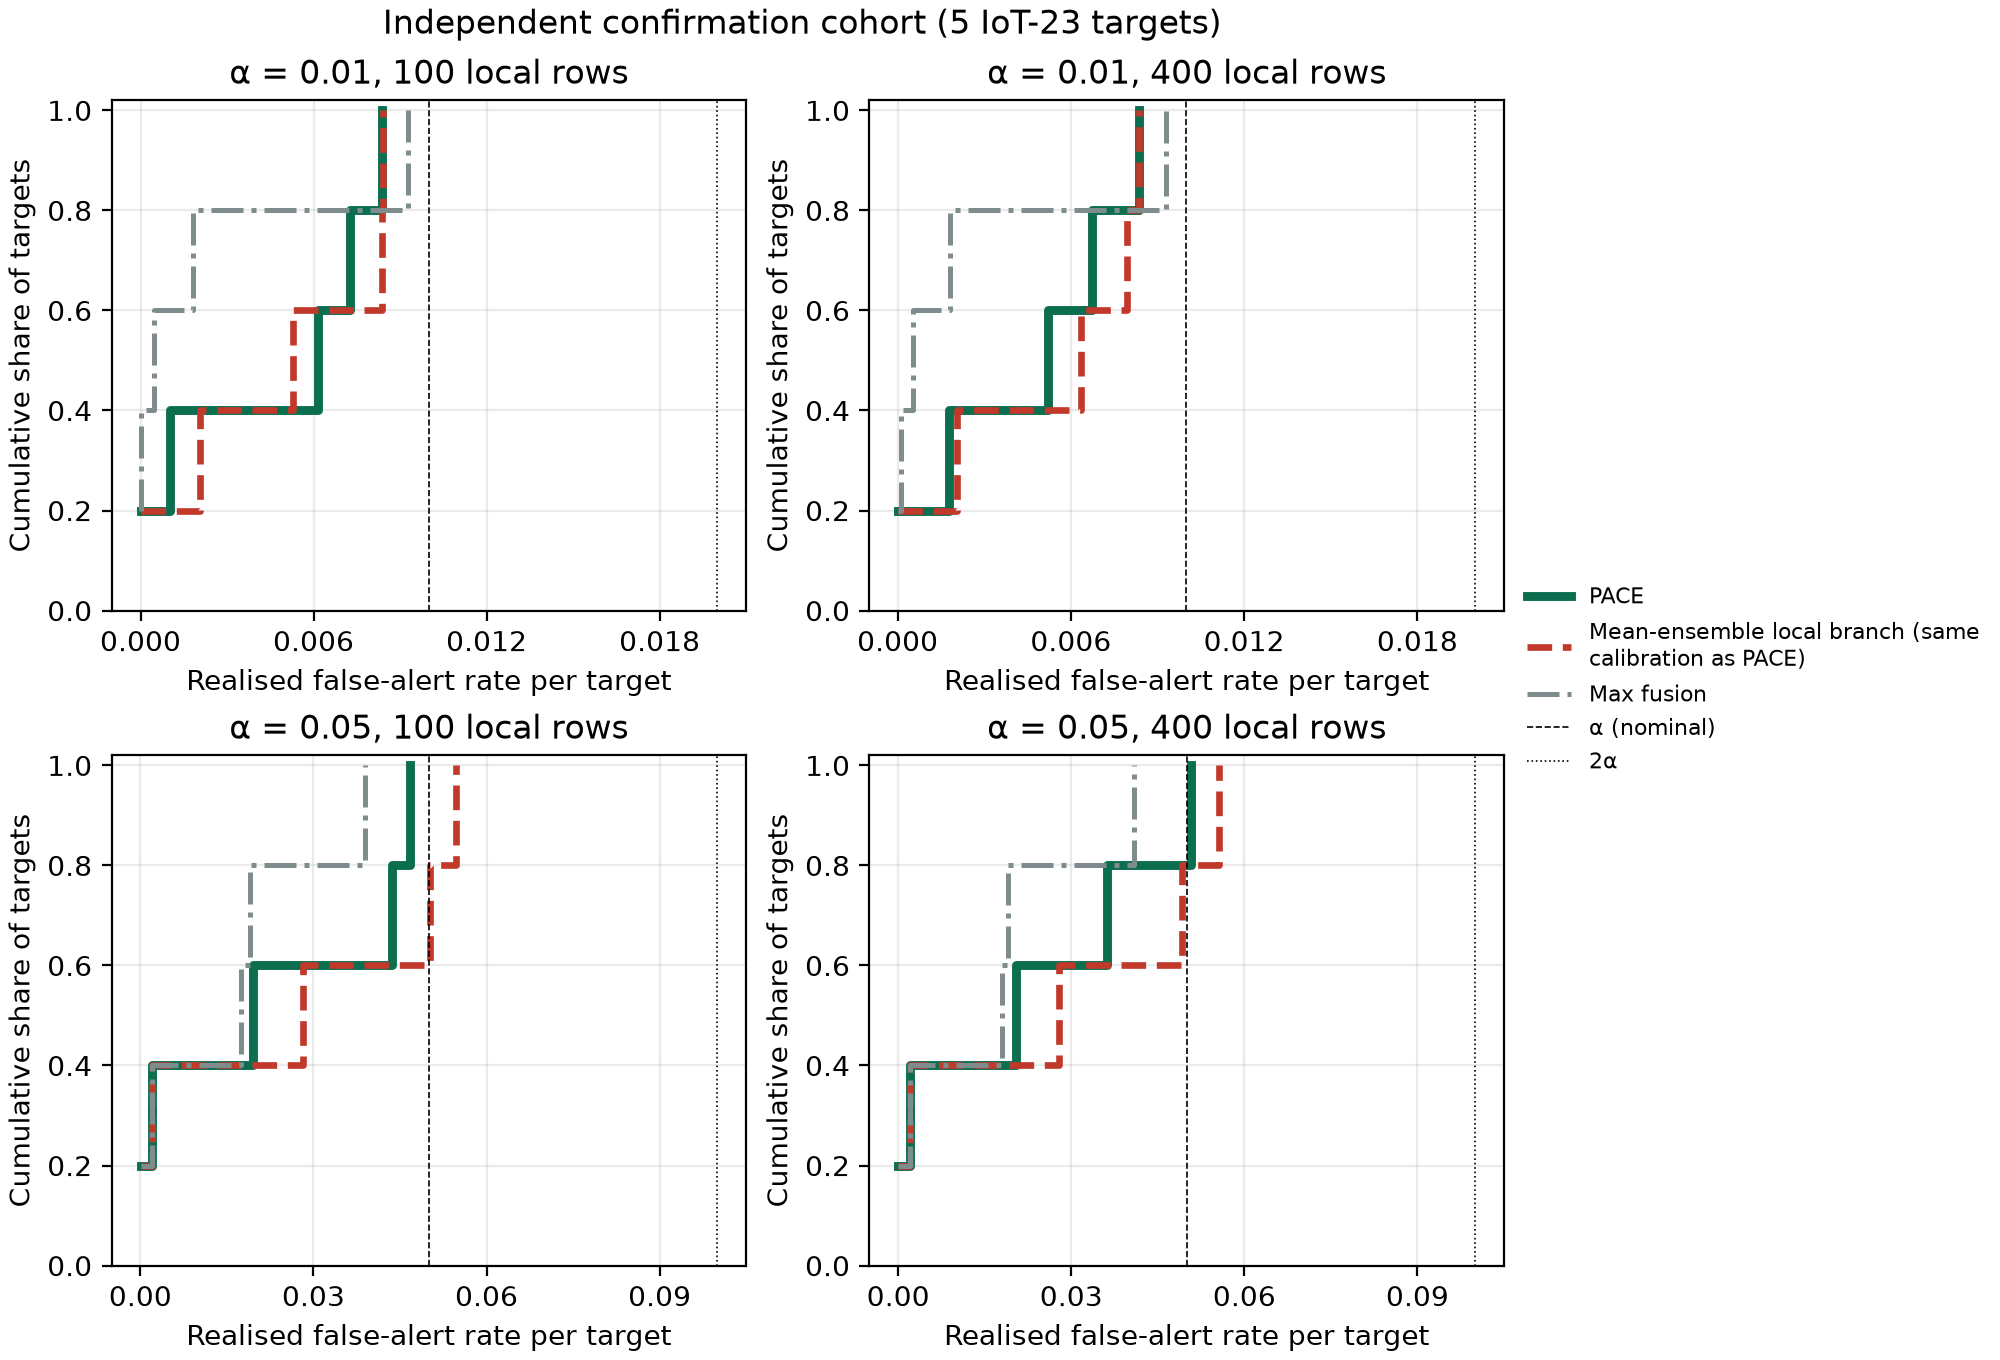 Independent confirmation cohort (5 IoT-23 targets)
α = 0.01, 100 local rows
Cumulative share of targets
1.0
0.8
0.6
0.4
0.2
0.0
0.000
0.006
0.012
0.018
Realised false-alert rate per target
α = 0.01, 400 local rows
Cumulative share of targets
1.0
0.8
0.6
0.4
0.2
0.0
0.000
0.006
0.012
0.018
Realised false-alert rate per target
α = 0.05, 100 local rows
Cumulative share of targets
1.0
0.8
0.6
0.4
0.2
0.0
0.00
0.03
0.06
0.09
Realised false-alert rate per target
α = 0.05, 400 local rows
Cumulative share of targets
1.0
0.8
0.6
0.4
0.2
0.0
0.00
0.03
0.06
0.09
Realised false-alert rate per target
PACE
Mean-ensemble local branch (same
calibration as PACE)
Max fusion
α (nominal)
2α